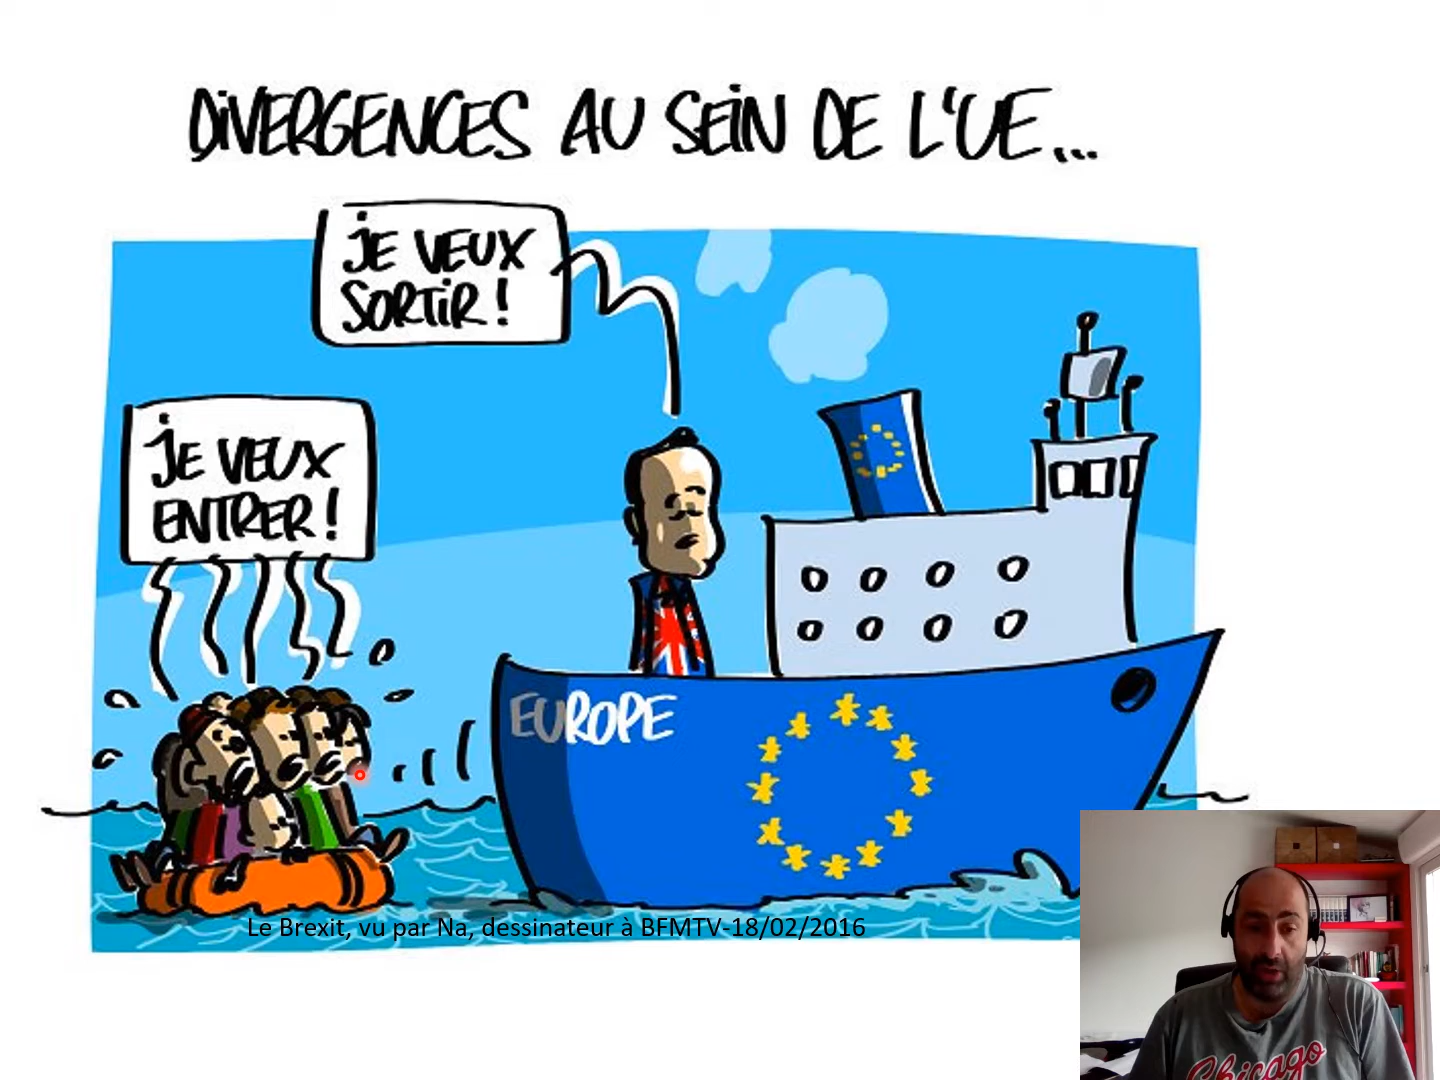 DIVERGENCES AU SEIN DE L'UE...
JE VEUX
SORTIR !
JE VEUX
ENTRER !
EUROPE
Le Brexit, vu par Na, dessinateur à BFMTV-18/02/2016
Chicago